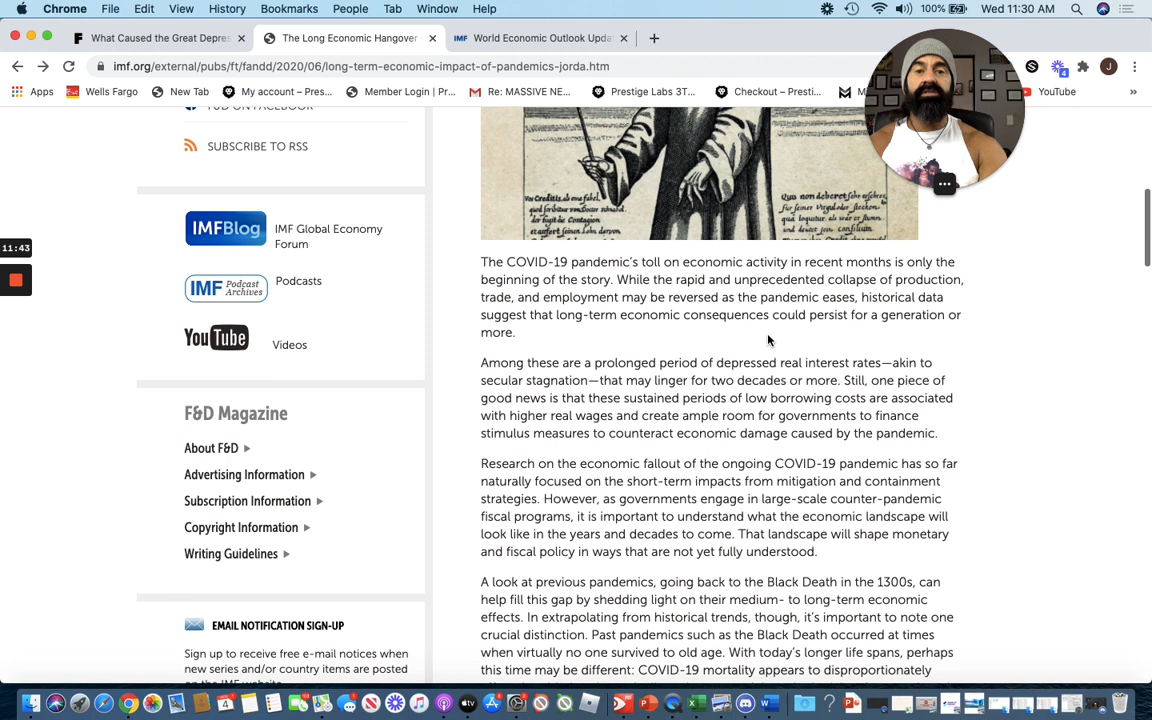 Chrome File Edit View History Bookmarks People Tab Window Help 100% Wed 11:30 AM
What Caused the Great Depres
The Long Economic Hangover
IMF World Economic Outlook Upda
imf.org/external/pubs/ft/fandd/2020/06/long-term-economic-impact-of-pandemics-jorda.htm
4
J
Apps Wells Fargo New Tab My account – Pres... Member Login | Pr... Re: MASSIVE NE... Prestige Labs 3T... Checkout – Presti... YouTube »
F&D ON FACEBOOK
SUBSCRIBE TO RSS
IMFBlog IMF Global Economy
Forum
IMF Podcast Archives Podcasts
YouTube Videos
F&D Magazine
About F&D
Advertising Information
Subscription Information
Copyright Information
Writing Guidelines
EMAIL NOTIFICATION SIGN-UP
Sign up to receive free e-mail notices when
new series and/or country items are posted
on the IMF website.
11:43
The COVID-19 pandemic's toll on economic activity in recent months is only the
beginning of the story. While the rapid and unprecedented collapse of production,
trade, and employment may be reversed as the pandemic eases, historical data
suggest that long-term economic consequences could persist for a generation or
more.
Among these are a prolonged period of depressed real interest rates—akin to
secular stagnation—that may linger for two decades or more. Still, one piece of
good news is that these sustained periods of low borrowing costs are associated
with higher real wages and create ample room for governments to finance
stimulus measures to counteract economic damage caused by the pandemic.
Research on the economic fallout of the ongoing COVID-19 pandemic has so far
naturally focused on the short-term impacts from mitigation and containment
strategies. However, as governments engage in large-scale counter-pandemic
fiscal programs, it is important to understand what the economic landscape will
look like in the years and decades to come. That landscape will shape monetary
and fiscal policy in ways that are not yet fully understood.
A look at previous pandemics, going back to the Black Death in the 1300s, can
help fill this gap by shedding light on their medium- to long-term economic
effects. In extrapolating from historical trends, though, it's important to note one
crucial distinction. Past pandemics such as the Black Death occurred at times
when virtually no one survived to old age. With today's longer life spans, perhaps
this time may be different: COVID-19 mortality appears to disproportionately